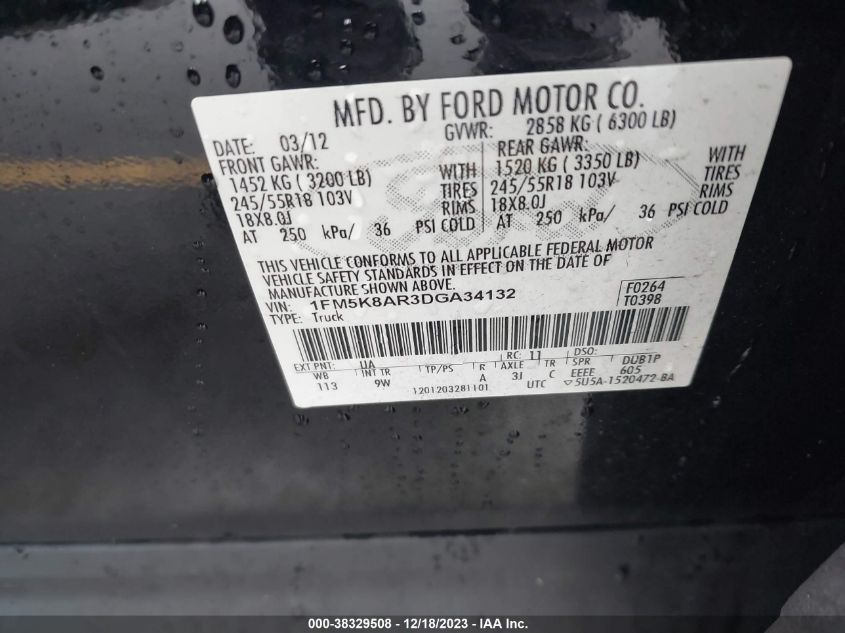 MFD. BY FORD MOTOR CO.
DATE: 03/12 GVWR: 2858 KG ( 6300 LB)
FRONT GAWR: REAR GAWR:
1452 KG ( 3200 LB) WITH 1520 KG ( 3350 LB) WITH
245/55R18 103V TIRES 245/55R18 103V TIRES
18X8.0J RIMS 18X8.0J RIMS
AT 250 kPa/ 36 PSI COLD AT 250 kPa/ 36 PSI COLD
THIS VEHICLE CONFORMS TO ALL APPLICABLE FEDERAL MOTOR
VEHICLE SAFETY STANDARDS IN EFFECT ON THE DATE OF
MANUFACTURE SHOWN ABOVE. F0264
VIN: 1FM5K8AR3DGA34132 T0398
TYPE: Truck
EXT PNT: UA RC: 11 DSO:
WB INT TR TP/PS R AXLE TR SPR DUB1P
113 9W A 3J C EEEE 605
1201203281101 UTC ▽5U5A-1520472-BA
000-38329508 - 12/18/2023 - IAA Inc.